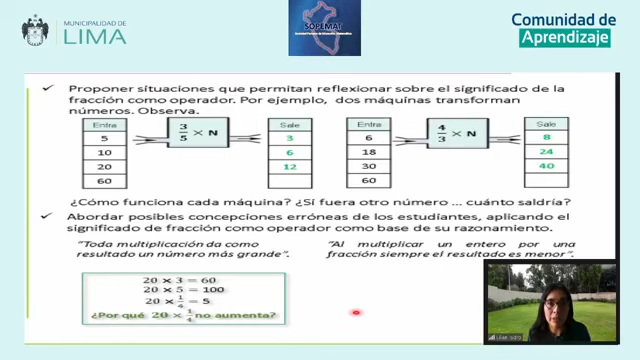 MUNICIPALIDAD DE
LIMA
SOPEMAT
Comunidad de
Aprendizaje
✓ Proponer situaciones que permitan reflexionar sobre el significado de la
fracción como operador. Por ejemplo, dos máquinas transforman
números. Observa.
Entra
5
10
20
60
3/5 × N
Sale
3
6
12
Entra
6
18
30
60
4/3 × N
Sale
8
24
40
¿Cómo funciona cada máquina? ¿Sí fuera otro número ... cuánto saldría?
✓ Abordar posibles concepciones erróneas de los estudiantes, aplicando el
significado de fracción como operador como base de su razonamiento.
"Toda multiplicación da como
resultado un número más grande".
"Al multiplicar un entero por una
fracción siempre el resultado es menor".
20 × 3 = 60
20 × 5 = 100
20 × 1/4 = 5
¿Por qué 20 × 1/4 no aumenta?